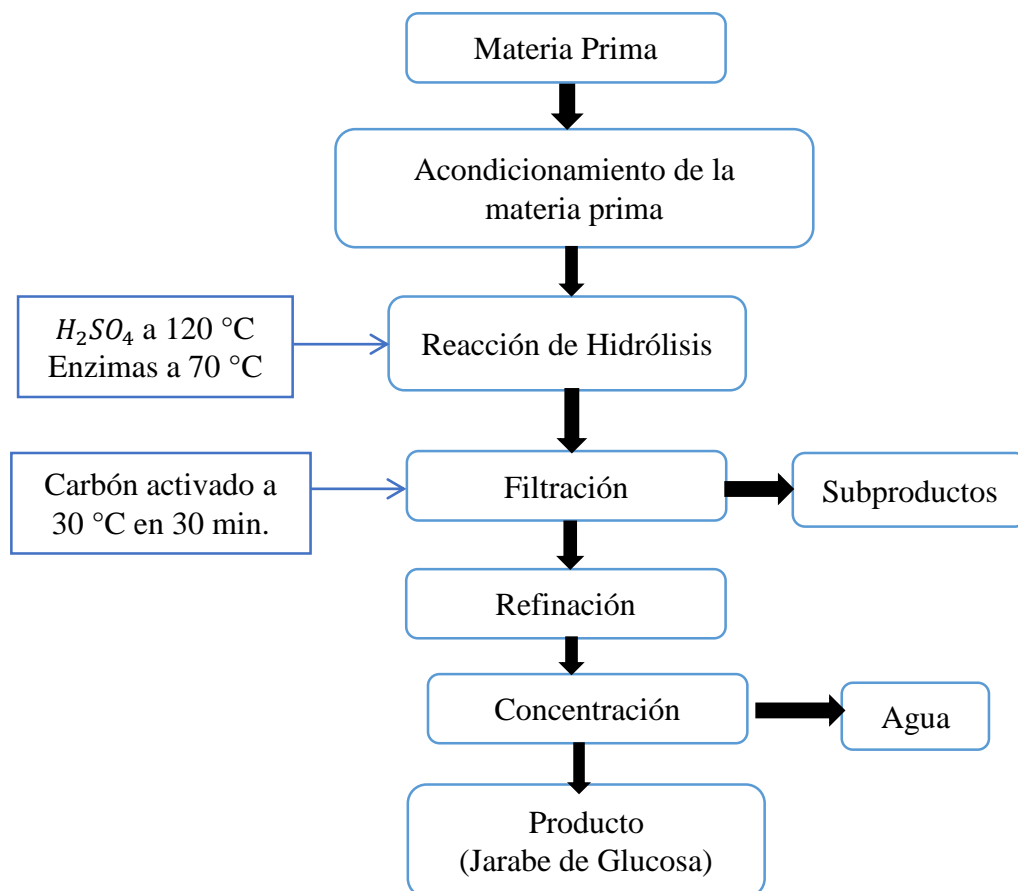 Materia Prima
Acondicionamiento de la
materia prima
H₂SO₄ a 120 °C
Enzimas a 70 °C
Reacción de Hidrólisis
Carbón activado a
30 °C en 30 min.
Filtración
Subproductos
Refinación
Concentración
Agua
Producto
(Jarabe de Glucosa)